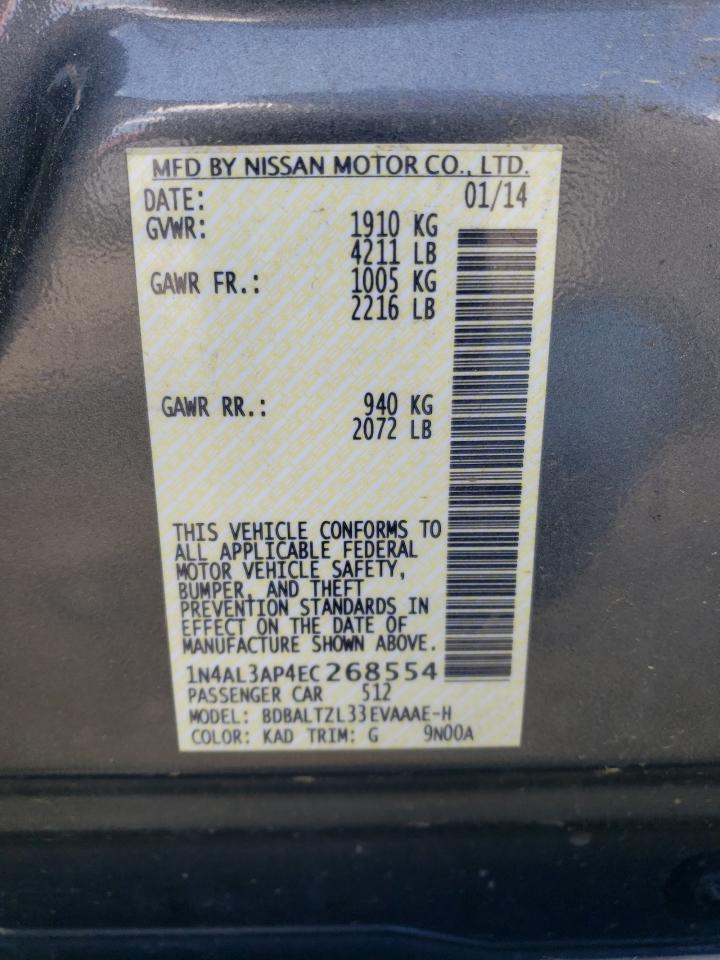 MFD BY NISSAN MOTOR CO., LTD.
DATE: 01/14
GVWR: 1910 KG
4211 LB
GAWR FR.: 1005 KG
2216 LB
GAWR RR.: 940 KG
2072 LB
THIS VEHICLE CONFORMS TO
ALL APPLICABLE FEDERAL
MOTOR VEHICLE SAFETY,
BUMPER, AND THEFT
PREVENTION STANDARDS IN
EFFECT ON THE DATE OF
MANUFACTURE SHOWN ABOVE.
1N4AL3AP4EC268554
PASSENGER CAR 512
MODEL: BDBALTZL33EVAAAE-H
COLOR: KAD TRIM: G 9N00A